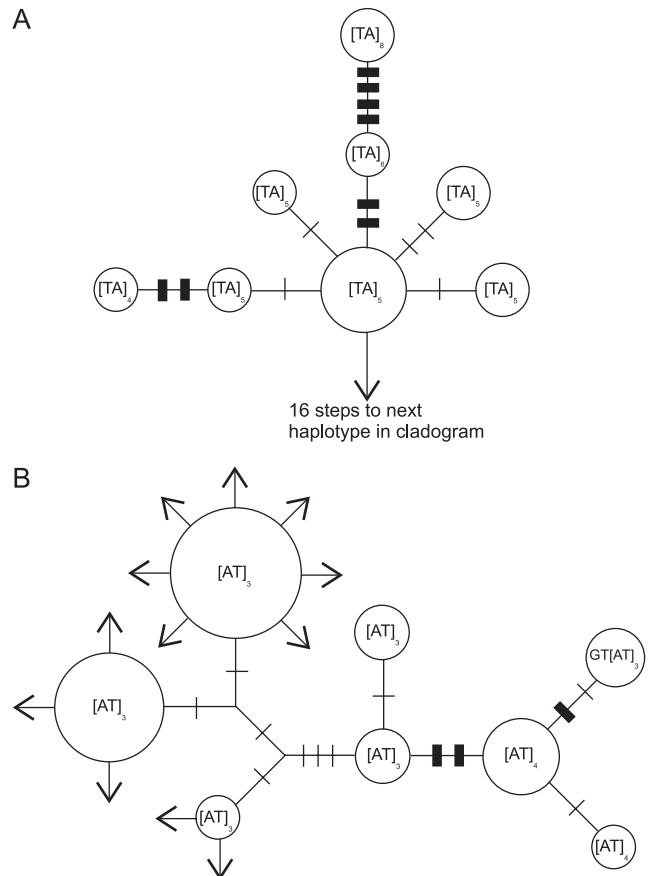 A
[TA]8
[TA]6
[TA]5
[TA]5
[TA]4
[TA]5
[TA]5
[TA]5
16 steps to next
haplotype in cladogram
B
[AT]3
[AT]3
[AT]3
GT[AT]3
[AT]3
[AT]4
[AT]3
[AT]4